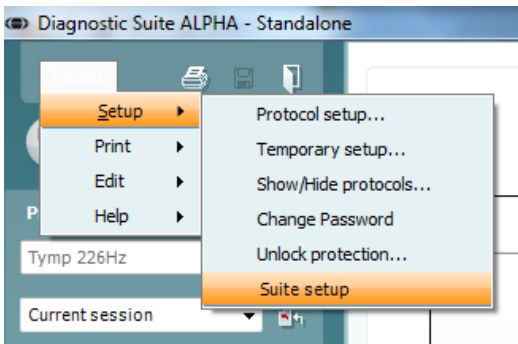 Diagnostic Suite ALPHA - Standalone
Menu
Setup
Print
Edit
Help
Protocol setup...
Temporary setup...
Show/Hide protocols...
Change Password
Unlock protection...
Suite setup
P
Tymp 226Hz
Current session